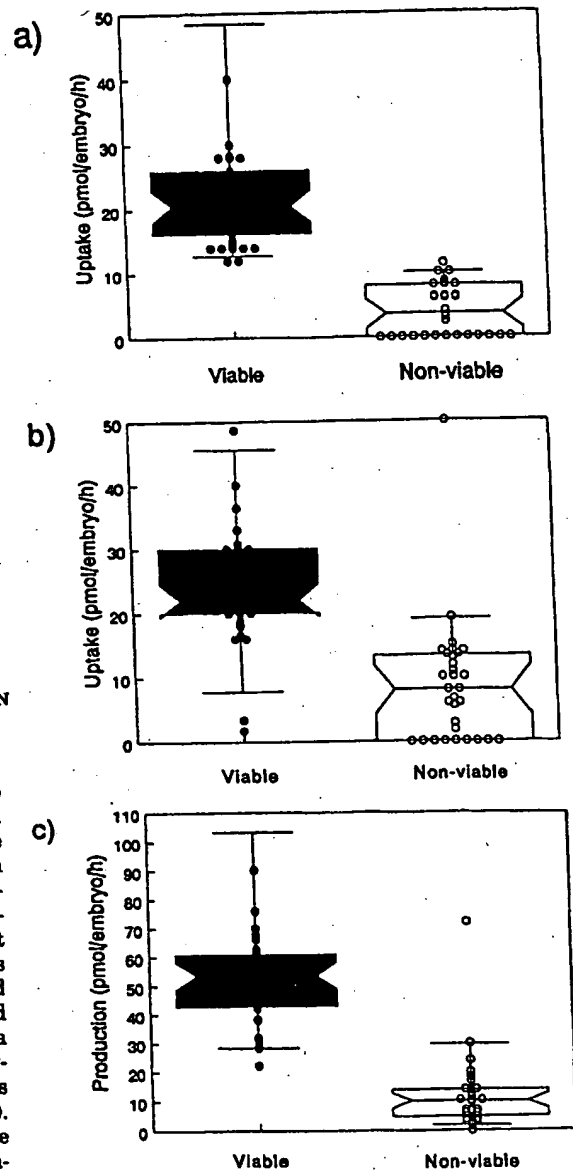 a)
Uptake (pmol/embryo/h)
50
40
30
20
10
0
Viable
Non-viable
b)
Uptake (pmol/embryo/h)
50
40
30
20
10
0
Viable
Non-viable
N
c)
Production (pmol/embryo/h)
110
100
90
80
70
60
50
40
30
20
10
0
Viable
Non-viable
t
s
d
d
a
s
).
e
a-